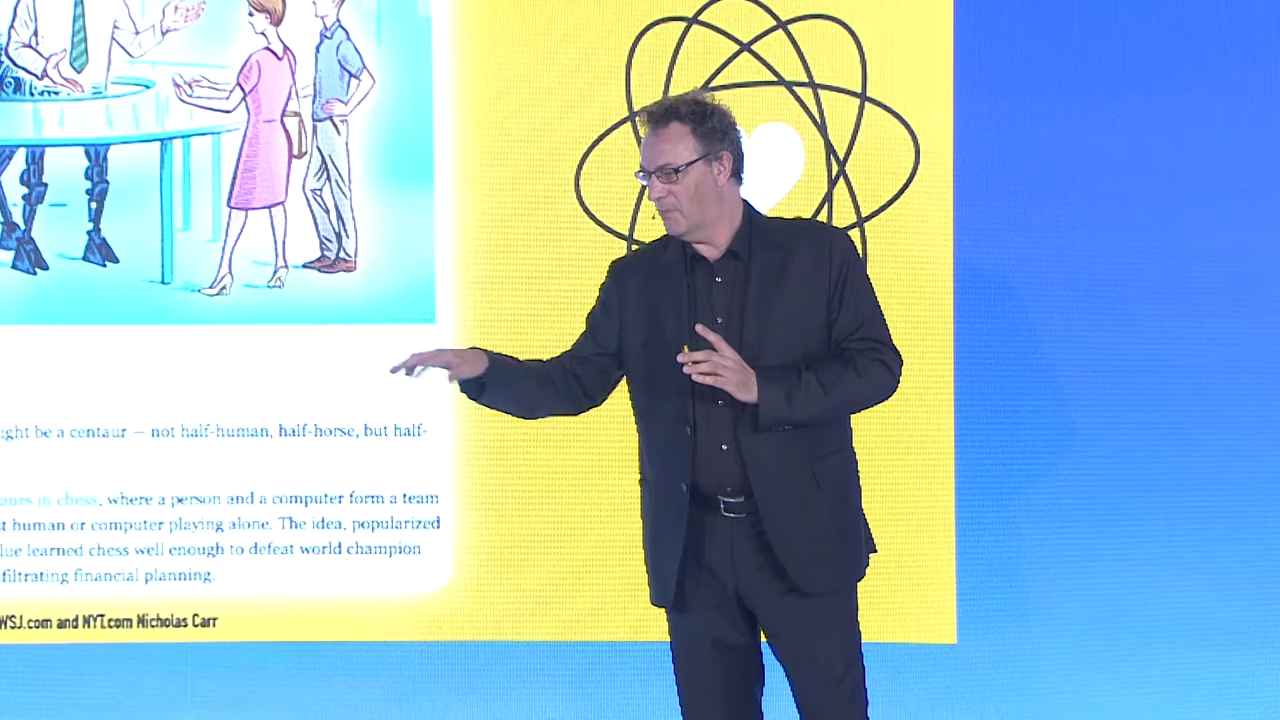 ight be a centaur — not half-human, half-horse, but half-
in chess, where a person and a computer form a team
t human or computer playing alone. The idea, popularized
lue learned chess well enough to defeat world champion
filtrating financial planning.
WSJ.com and NYT.com Nicholas Carr